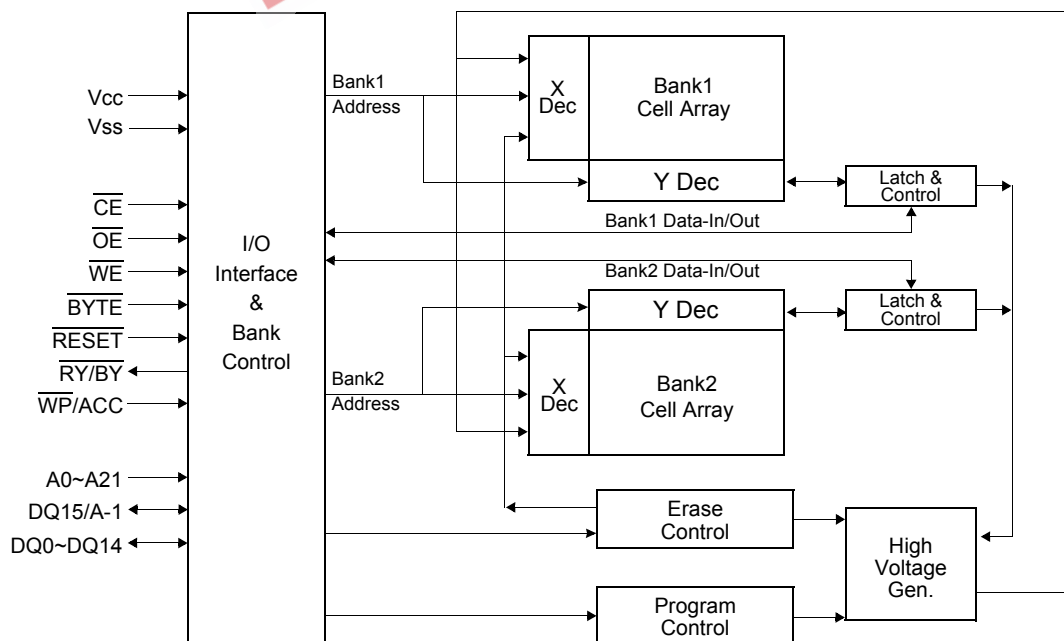 Vcc
Vss
CE
OE
WE
BYTE
RESET
RY/BY
WP/ACC
A0~A21
DQ15/A-1
DQ0~DQ14
I/O
Interface
&
Bank
Control
Bank1
Address
X
Dec
Bank1
Cell Array
Y Dec
Latch &
Control
Bank1 Data-In/Out
Bank2 Data-In/Out
Y Dec
Latch &
Control
Bank2
Address
X
Dec
Bank2
Cell Array
Erase
Control
High
Voltage
Gen.
Program
Control